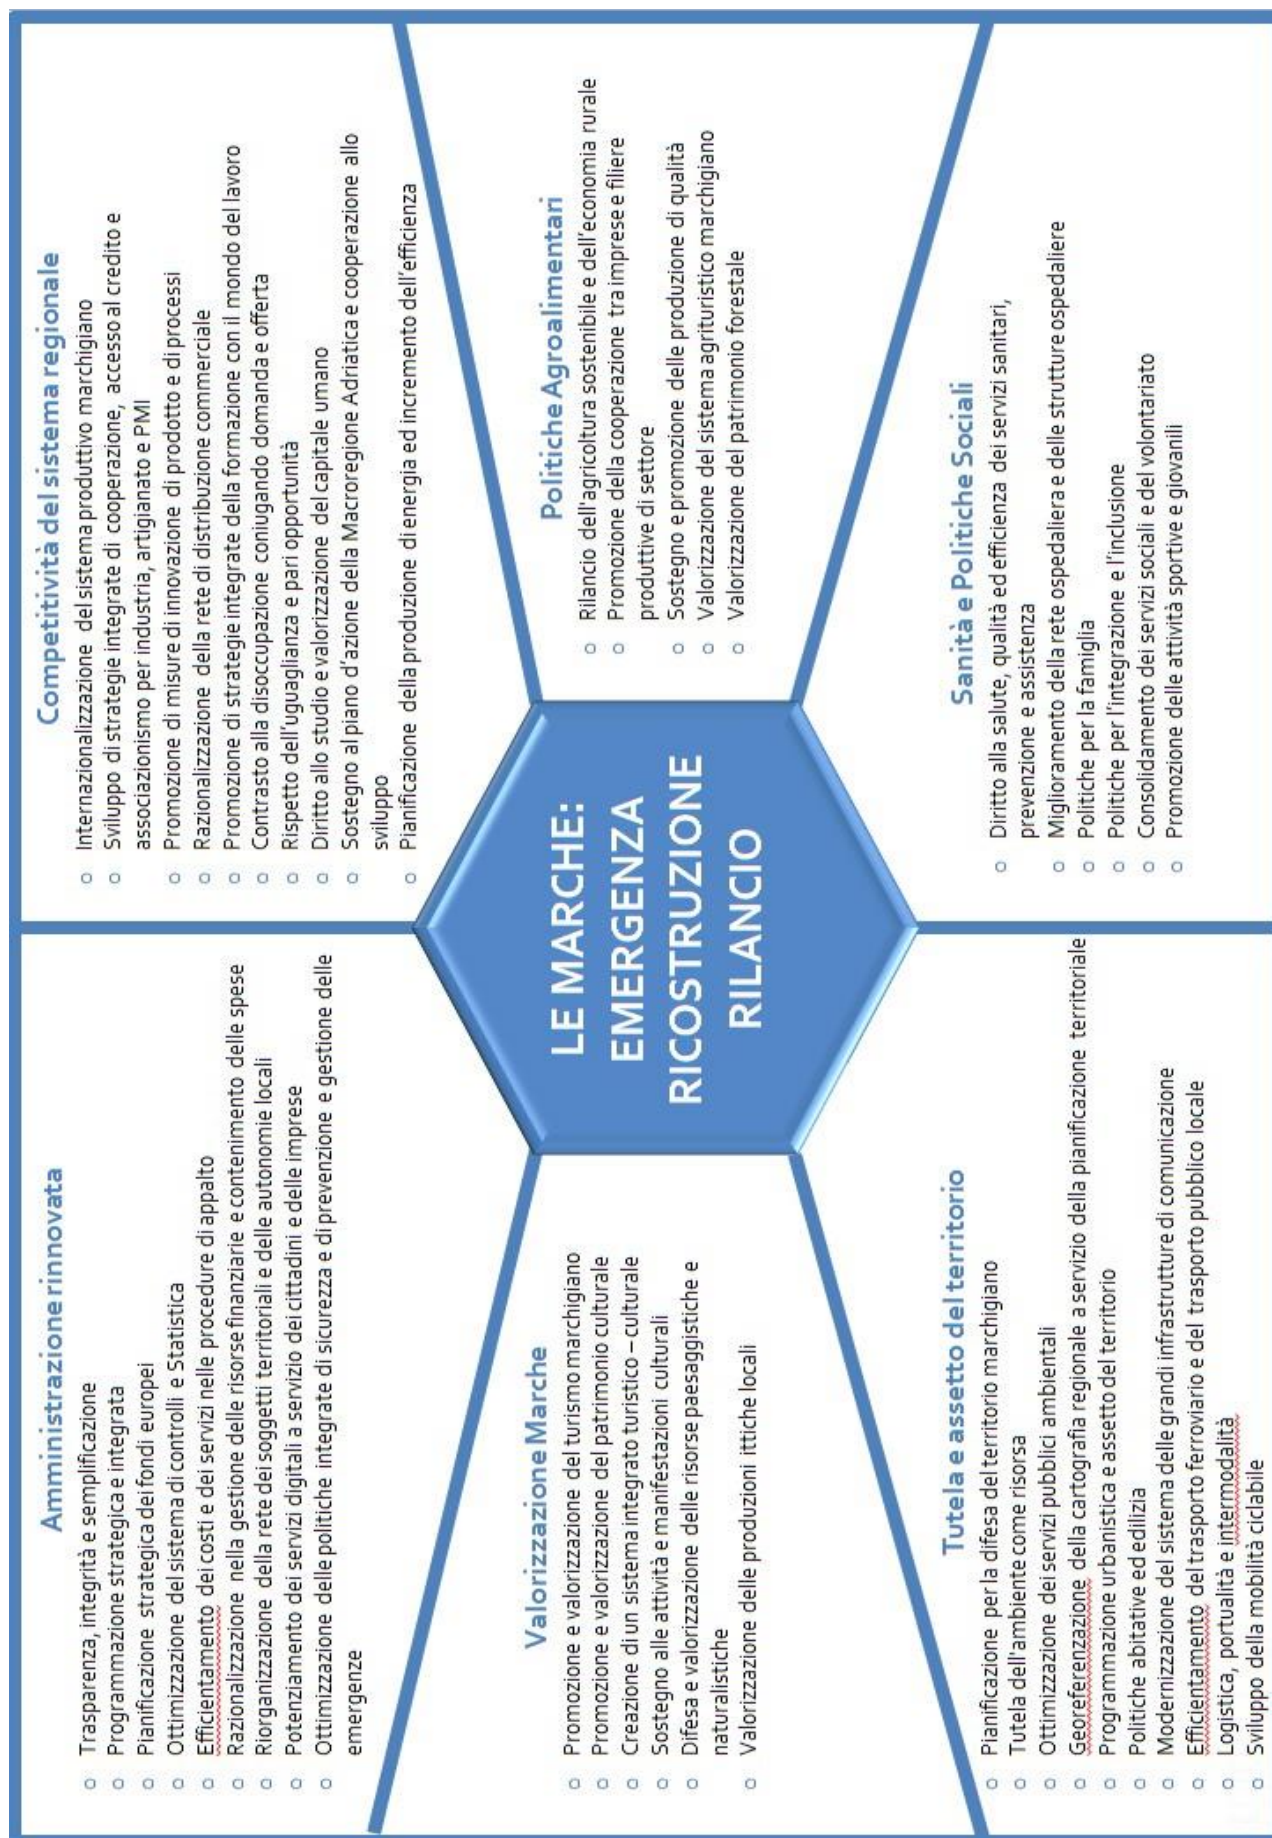 Amministrazione rinnovata
○ Trasparenza, integrità e semplificazione
○ Programmazione strategica e integrata
○ Pianificazione strategica dei fondi europei
○ Ottimizzazione del sistema di controlli e Statistica
○ Efficientamento dei costi e dei servizi nelle procedure di appalto
○ Razionalizzazione nella gestione delle risorse finanziarie e contenimento delle spese
○ Riorganizzazione della rete dei soggetti territoriali e delle autonomie locali
○ Potenziamento dei servizi digitali a servizio dei cittadini e delle imprese
○ Ottimizzazione delle politiche integrate di sicurezza e di prevenzione e gestione delle
emergenze
Competitività del sistema regionale
○ Internazionalizzazione del sistema produttivo marchigiano
○ Sviluppo di strategie integrate di cooperazione, accesso al credito e
associazionismo per industria, artigianato e PMI
○ Promozione di misure di innovazione di prodotto e di processi
○ Razionalizzazione della rete di distribuzione commerciale
○ Promozione di strategie integrate della formazione con il mondo del lavoro
○ Contrasto alla disoccupazione coniugando domanda e offerta
○ Rispetto dell'uguaglianza e pari opportunità
○ Diritto allo studio e valorizzazione del capitale umano
○ Sostegno al piano d'azione della Macroregione Adriatica e cooperazione allo
sviluppo
○ Pianificazione della produzione di energia ed incremento dell'efficienza
Valorizzazione Marche
○ Promozione e valorizzazione del turismo marchigiano
○ Promozione e valorizzazione del patrimonio culturale
○ Creazione di un sistema integrato turistico – culturale
○ Sostegno alle attività e manifestazioni culturali
○ Difesa e valorizzazione delle risorse paesaggistiche e
naturalistiche
○ Valorizzazione delle produzioni ittiche locali
LE MARCHE:
EMERGENZA
RICOSTRUZIONE
RILANCIO
Politiche Agroalimentari
○ Rilancio dell'agricoltura sostenibile e dell'economia rurale
○ Promozione della cooperazione tra imprese e filiere
produttive di settore
○ Sostegno e promozione delle produzione di qualità
○ Valorizzazione del sistema agrituristico marchigiano
○ Valorizzazione del patrimonio forestale
Tutela e assetto del territorio
○ Pianificazione per la difesa del territorio marchigiano
○ Tutela dell'ambiente come risorsa
○ Ottimizzazione dei servizi pubblici ambientali
○ Georeferenzazione della cartografia regionale a servizio della pianificazione territoriale
○ Programmazione urbanistica e assetto del territorio
○ Politiche abitative ed edilizia
○ Modernizzazione del sistema delle grandi infrastrutture di comunicazione
○ Efficientamento del trasporto ferroviario e del trasporto pubblico locale
○ Logistica, portualità e intermodalità
○ Sviluppo della mobilità ciclabile
Sanità e Politiche Sociali
○ Diritto alla salute, qualità ed efficienza dei servizi sanitari,
prevenzione e assistenza
○ Miglioramento della rete ospedaliera e delle strutture ospedaliere
○ Politiche per la famiglia
○ Politiche per l'integrazione e l'inclusione
○ Consolidamento dei servizi sociali e del volontariato
○ Promozione delle attività sportive e giovanili